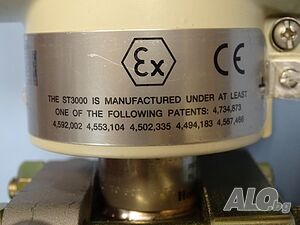 Ex CE
THE ST3000 IS MANUFACTURED UNDER AT LEAST
ONE OF THE FOLLOWING PATENTS: 4,734,873
4,592,002 4,553,104 4,502,335 4,494,183 4,567,466
ALO.bg